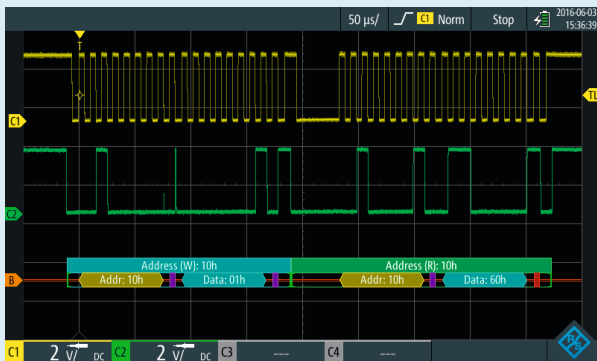 50 µs/ C1 Norm Stop 2016-06-03
15:36:39
T
TL
C1
C2
Address (W): 10h Address (R): 10h
B Addr: 10h Data: 01h Addr: 10h Data: 60h
C1 2 V/ DC C2 2 V/ DC C3 --- C4 ---
R S